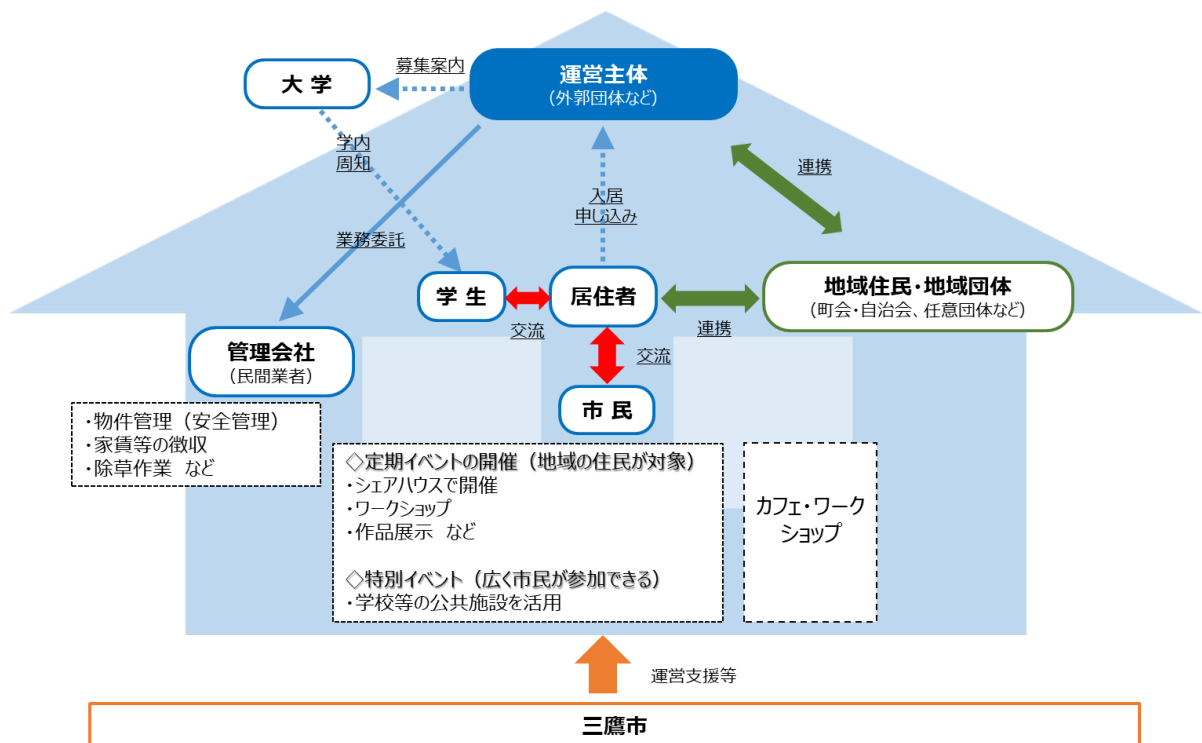 募集案内
大 学
運営主体
(外郭団体など)
学内
周知
連携
入居
申し込み
業務委託
学 生
居住者
地域住民・地域団体
(町会・自治会、任意団体など)
交流
連携
管理会社
(民間業者)
交流
市 民
・物件管理（安全管理）
・家賃等の徴収
・除草作業 など
◇定期イベントの開催（地域の住民が対象）
・シェアハウスで開催
・ワークショップ
・作品展示 など
◇特別イベント（広く市民が参加できる）
・学校等の公共施設を活用
カフェ・ワーク
ショップ
運営支援等
三鷹市